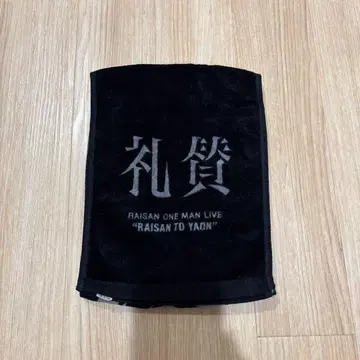 礼賛
RAISAN ONE MAN LIVE
"RAISAN TO YAON"